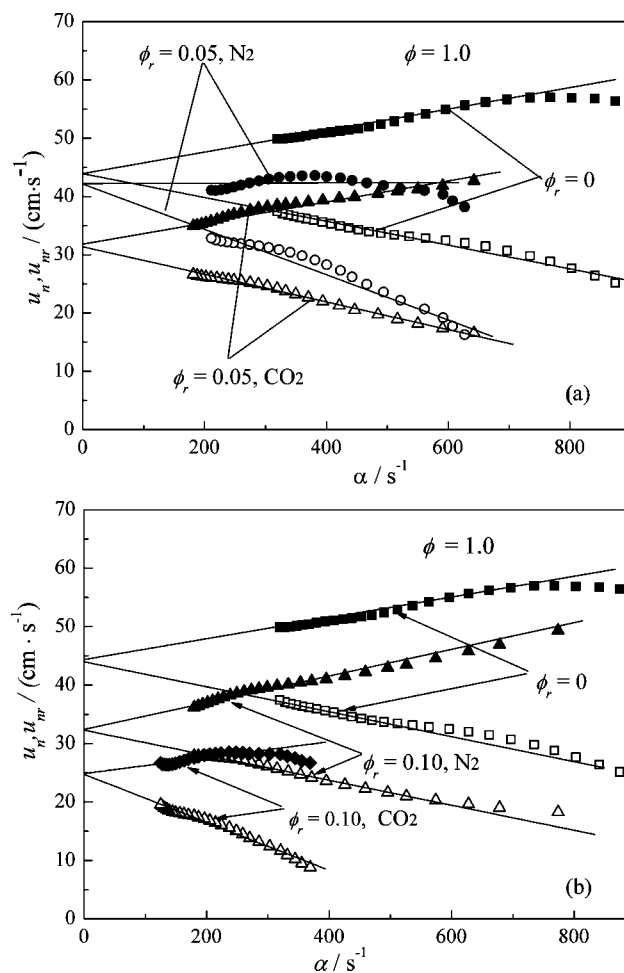 70
60
50
40
30
20
10
0
u_n, u_nr / (cm·s⁻¹)
ϕ_r = 0.05, N₂
ϕ = 1.0
ϕ_r = 0
ϕ_r = 0.05, CO₂
(a)
0 200 400 600 800
α / s⁻¹
70
60
50
40
30
20
10
0
u_n, u_nr / (cm · s⁻¹)
ϕ = 1.0
ϕ_r = 0
ϕ_r = 0.10, N₂
ϕ_r = 0.10, CO₂
(b)
0 200 400 600 800
α / s⁻¹